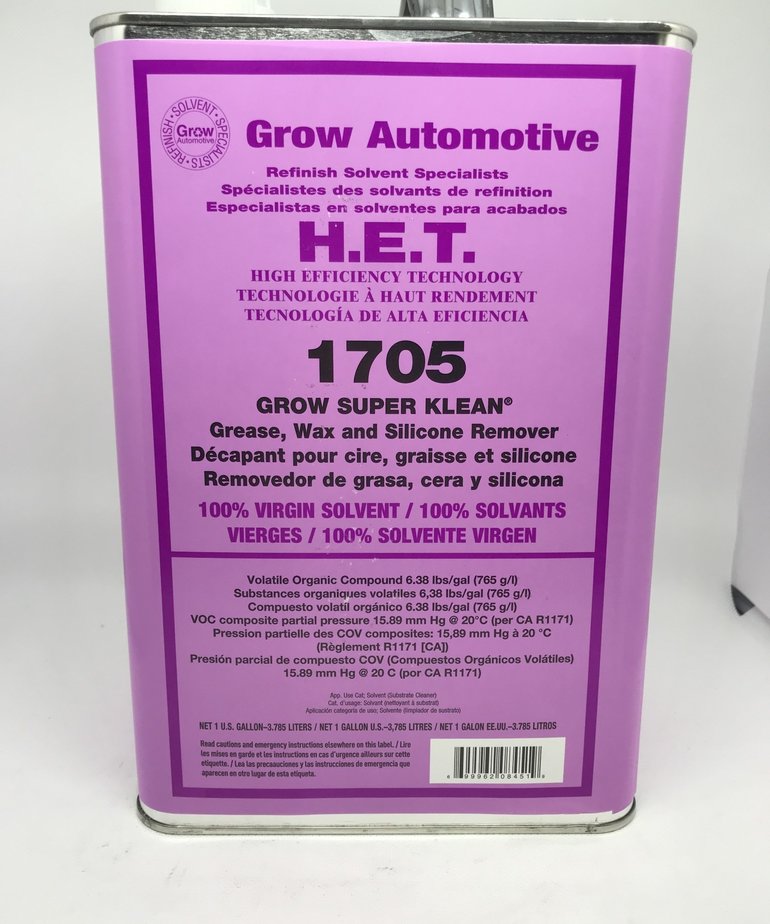 REFINISH • SOLVENT • SPECIALISTS •
Grow
Automotive
Grow Automotive
Refinish Solvent Specialists
Spécialistes des solvants de refinition
Especialistas en solventes para acabados
H.E.T.
HIGH EFFICIENCY TECHNOLOGY
TECHNOLOGIE À HAUT RENDEMENT
TECNOLOGÍA DE ALTA EFICIENCIA
1705
GROW SUPER KLEAN®
Grease, Wax and Silicone Remover
Décapant pour cire, graisse et silicone
Removedor de grasa, cera y silicona
100% VIRGIN SOLVENT / 100% SOLVANTS
VIERGES / 100% SOLVENTE VIRGEN
Volatile Organic Compound 6.38 lbs/gal (765 g/l)
Substances organiques volatiles 6,38 lbs/gal (765 g/l)
Compuesto volatíl orgánico 6.38 lbs/gal (765 g/l)
VOC composite partial pressure 15.89 mm Hg @ 20°C (per CA R1171)
Pression partielle des COV composites: 15,89 mm Hg à 20 °C
(Règlement R1171 [CA])
Presión parcial de compuesto COV (Compuestos Orgánicos Volátiles)
15.89 mm Hg @ 20 C (por CA R1171)
App. Use Cat; Solvent (Substrate Cleaner)
Cat. d'usage: Solvant (nettoyant à substrat)
Aplicación categoria de uso; Solvente (limpiador de sustrato)
NET 1 U.S. GALLON–3.785 LITERS / NET 1 GALLON U.S.–3,785 LITRES / NET 1 GALON EE.UU.–3.785 LITROS
Read cautions and emergency instructions elsewhere on this label. / Lire
les mises en garde et les instructions en cas d'urgence ailleurs sur cette
etiquette. / Lea las precaauciones y las instrucciones de emergencia que
aparecen en otro lugar de esta etiqueta.
6 99962 08451 8